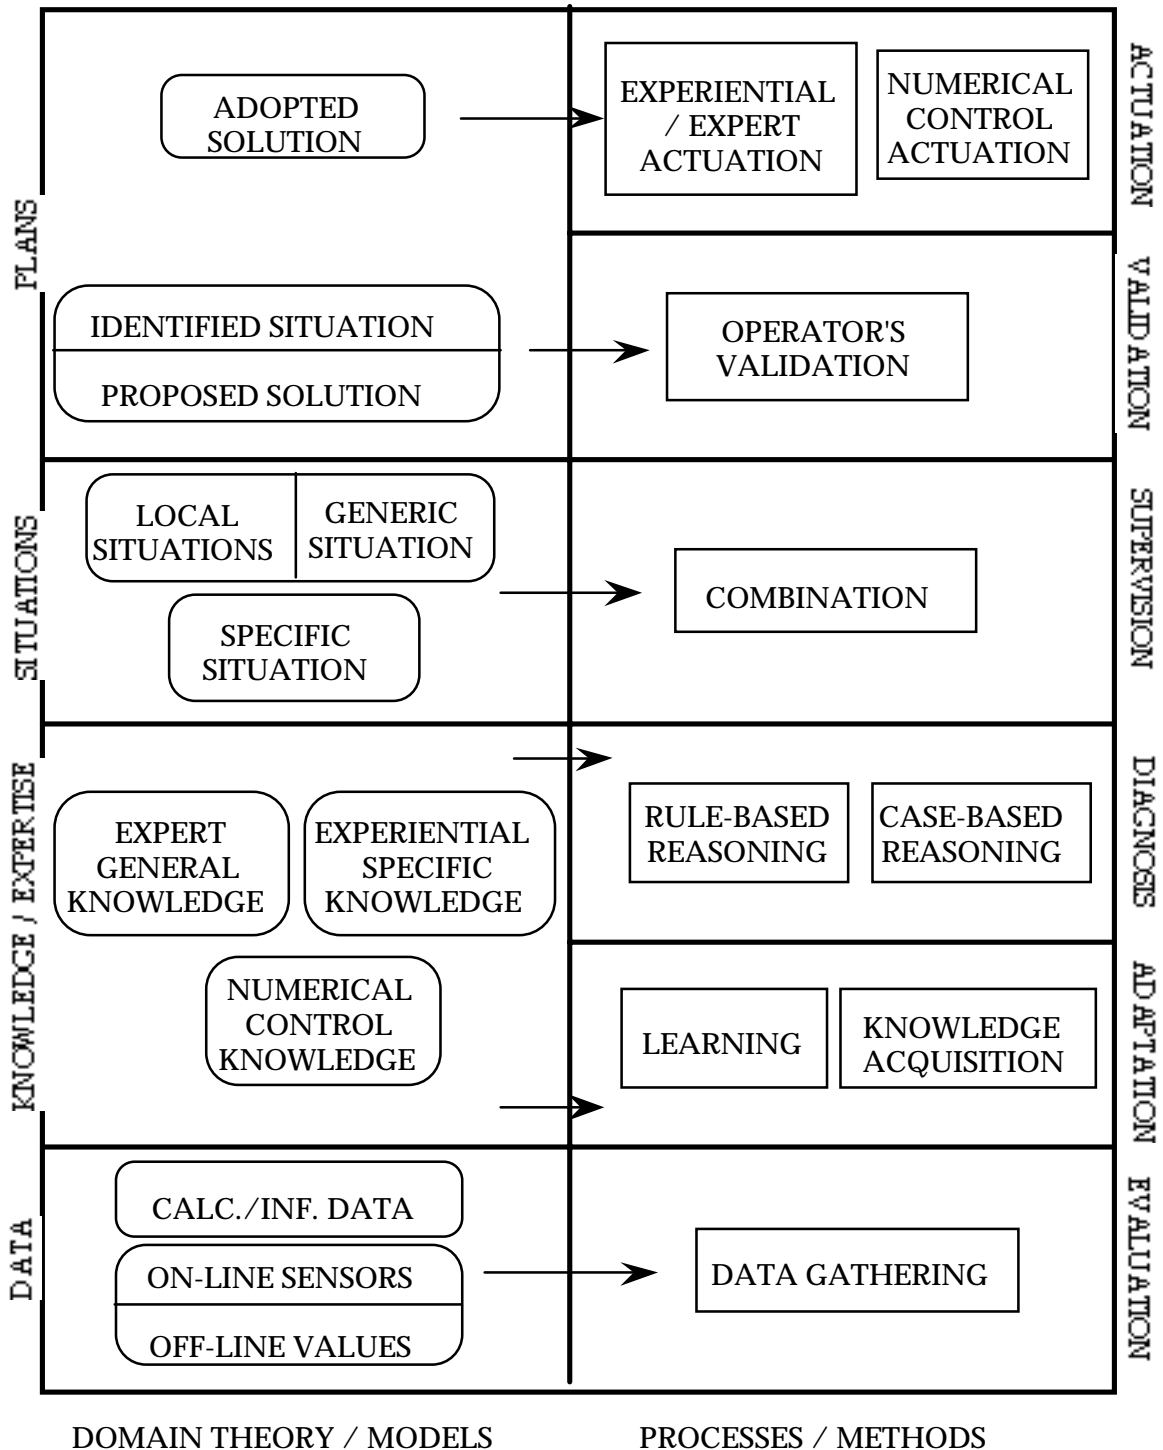 ADOPTED
SOLUTION
EXPERIENTIAL
/ EXPERT
ACTUATION
NUMERICAL
CONTROL
ACTUATION
ACTUATION
PLANS
IDENTIFIED SITUATION
PROPOSED SOLUTION
OPERATOR'S
VALIDATION
VALIDATION
SITUATIONS
LOCAL
SITUATIONS
GENERIC
SITUATION
SPECIFIC
SITUATION
COMBINATION
SUPERVISION
KNOWLEDGE / EXPERTISE
EXPERT
GENERAL
KNOWLEDGE
EXPERIENTIAL
SPECIFIC
KNOWLEDGE
NUMERICAL
CONTROL
KNOWLEDGE
RULE-BASED
REASONING
CASE-BASED
REASONING
DIAGNOSIS
LEARNING
KNOWLEDGE
ACQUISITION
ADAPTATION
DATA
CALC./INF. DATA
ON-LINE SENSORS
OFF-LINE VALUES
DATA GATHERING
EVALUATION
DOMAIN THEORY / MODELS
PROCESSES / METHODS